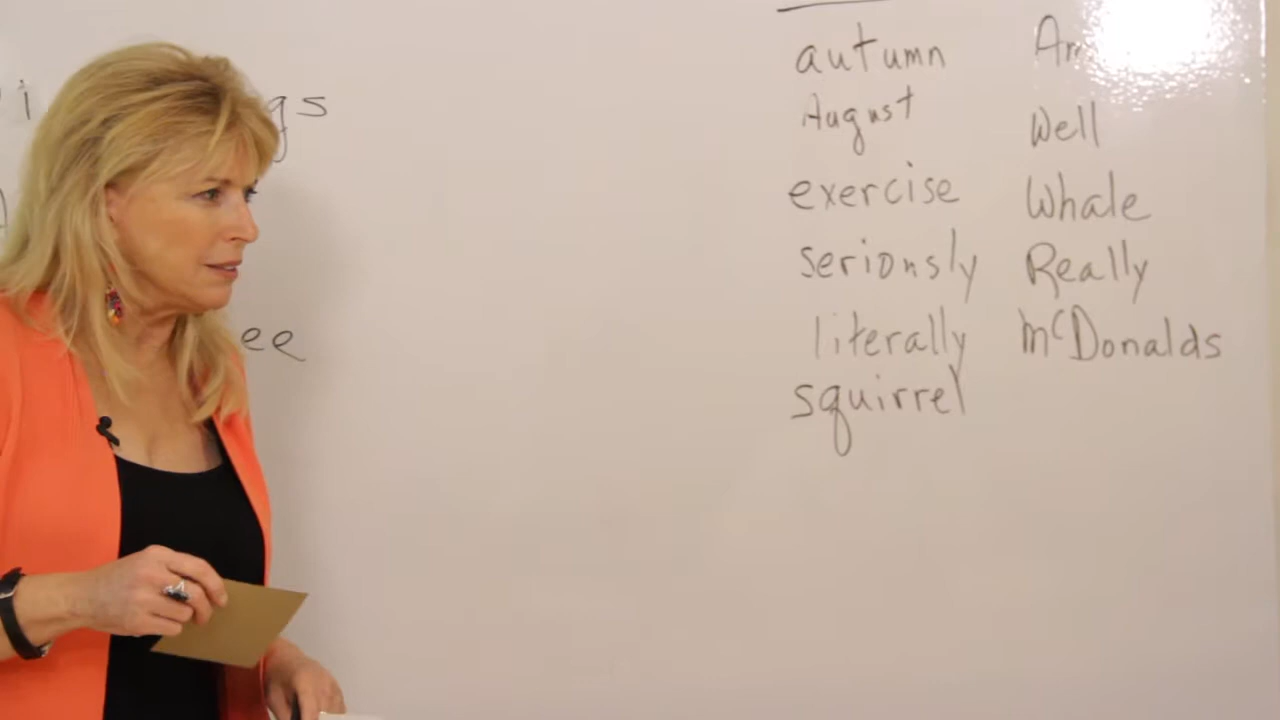 autumn
August
exercise
seriously
literally
squirrel
Well
Whale
Really
McDonalds